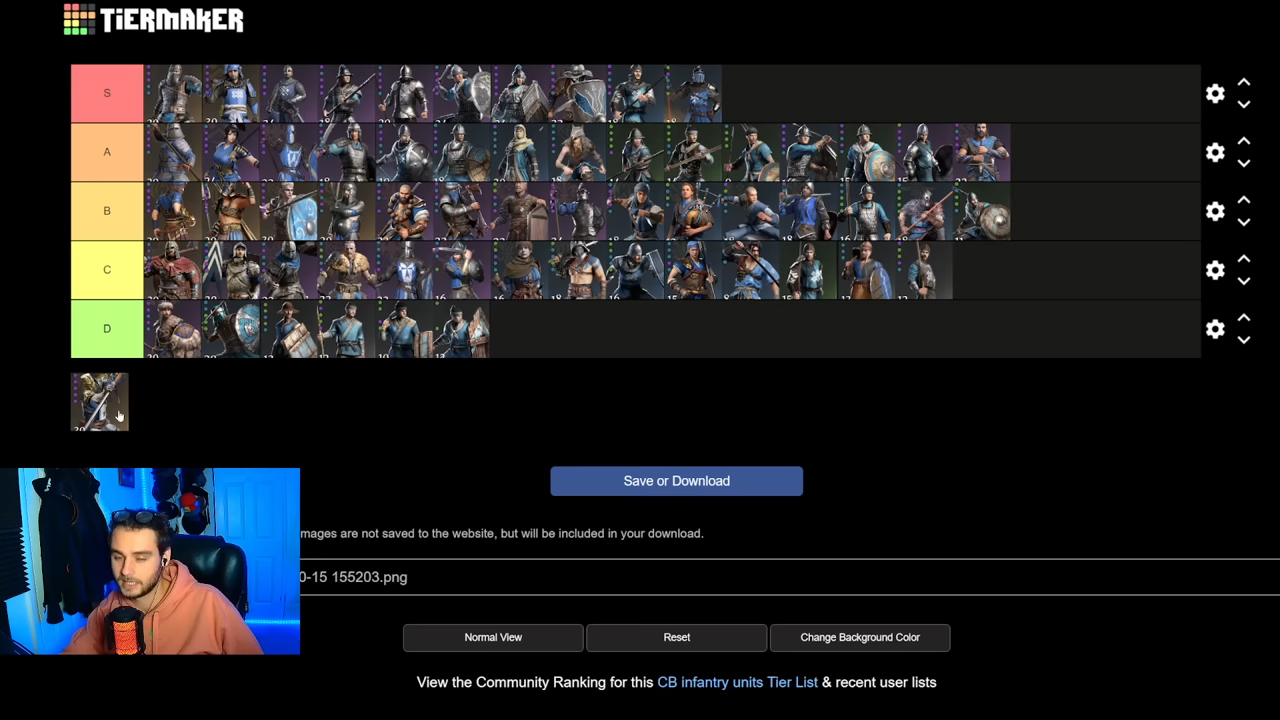 TiERMAKER
S
A
B
C
D
Save or Download
mages are not saved to the website, but will be included in your download.
0-15 155203.png
Normal View
Reset
Change Background Color
View the Community Ranking for this CB infantry units Tier List & recent user lists